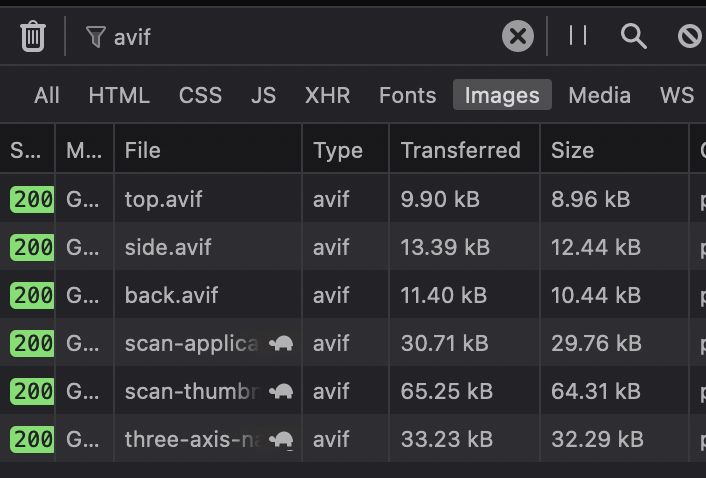 avif
All HTML CSS JS XHR Fonts Images Media WS
S... M... File Type Transferred Size
200 G... top.avif avif 9.90 kB 8.96 kB
200 G... side.avif avif 13.39 kB 12.44 kB
200 G... back.avif avif 11.40 kB 10.44 kB
200 G... scan-applica avif 30.71 kB 29.76 kB
200 G... scan-thumbr avif 65.25 kB 64.31 kB
200 G... three-axis-na avif 33.23 kB 32.29 kB